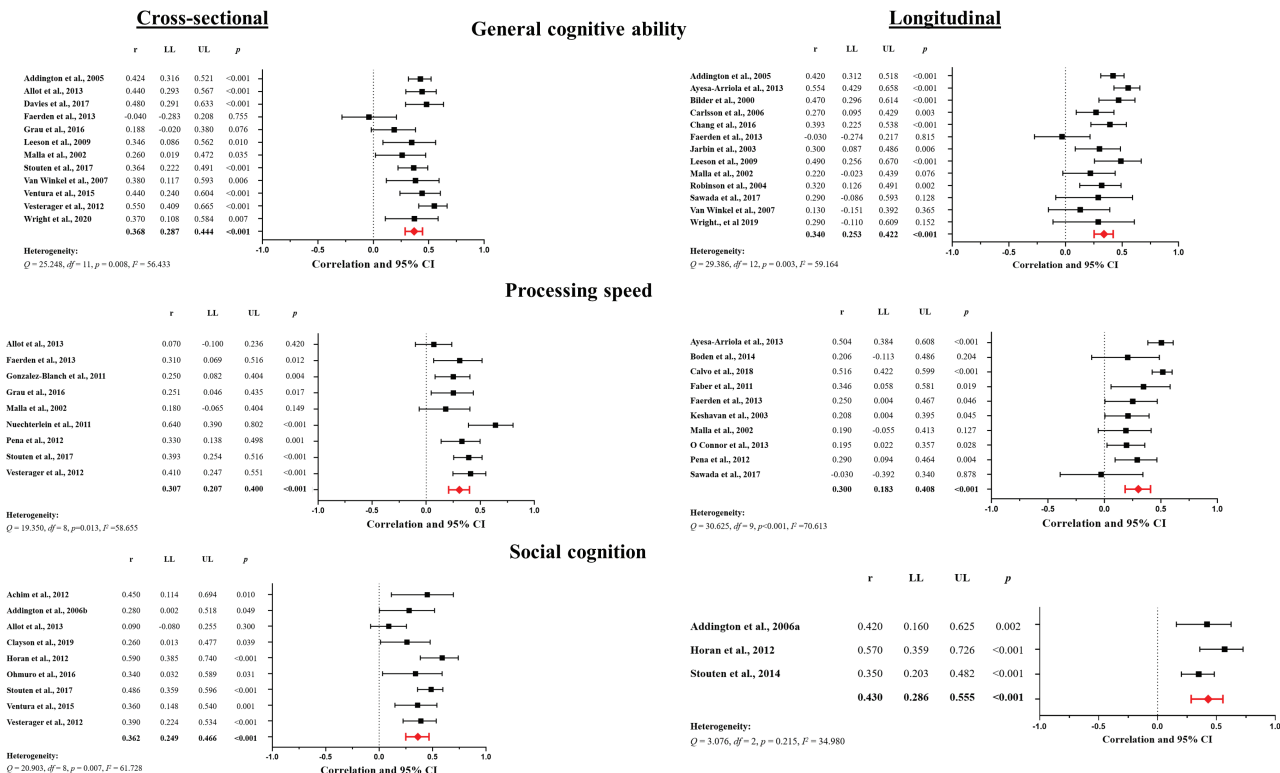 Cross-sectional
General cognitive ability
Longitudinal
r LL UL p
Addington et al., 2005 0.424 0.316 0.521 <0.001
Allot et al., 2013 0.440 0.293 0.567 <0.001
Davies et al., 2017 0.480 0.291 0.633 <0.001
Faerden et al., 2013 -0.040 -0.283 0.208 0.755
Grau et al., 2016 0.188 -0.020 0.380 0.076
Leeson et al., 2009 0.346 0.086 0.562 0.010
Malla et al., 2002 0.260 0.019 0.472 0.035
Stouten et al., 2017 0.364 0.222 0.491 <0.001
Van Winkel et al., 2007 0.380 0.117 0.593 0.006
Ventura et al., 2015 0.440 0.240 0.604 <0.001
Vesterager et al., 2012 0.550 0.409 0.665 <0.001
Wright et al., 2020 0.370 0.108 0.584 0.007
0.368 0.287 0.444 <0.001
-1.0 -0.5 0.0 0.5 1.0
Correlation and 95% CI
Heterogeneity:
Q = 25.248, df = 11, p = 0.008, I² = 56.433
r LL UL p
Addington et al., 2005 0.420 0.312 0.518 <0.001
Ayesa-Arriola et al., 2013 0.554 0.429 0.658 <0.001
Bilder et al., 2000 0.470 0.296 0.614 <0.001
Carlsson et al., 2006 0.270 0.095 0.429 0.003
Chang et al., 2016 0.393 0.225 0.538 <0.001
Faerden et al., 2013 -0.030 -0.274 0.217 0.815
Jarbin et al., 2003 0.300 0.087 0.486 0.006
Leeson et al., 2009 0.490 0.256 0.670 <0.001
Malla et al., 2002 0.220 -0.023 0.439 0.076
Robinson et al., 2004 0.320 0.126 0.491 0.002
Sawada et al., 2017 0.290 -0.086 0.593 0.128
Van Winkel et al., 2007 0.130 -0.151 0.392 0.365
Wright., et al 2019 0.290 -0.110 0.609 0.152
0.340 0.253 0.422 <0.001
-1.0 -0.5 0.0 0.5 1.0
Correlation and 95% CI
Heterogeneity:
Q = 29.386, df = 12, p = 0.003, I² = 59.164
Processing speed
r LL UL p
Allot et al., 2013 0.070 -0.100 0.236 0.420
Faerden et al., 2013 0.310 0.069 0.516 0.012
Gonzalez-Blanch et al., 2011 0.250 0.082 0.404 0.004
Grau et al., 2016 0.251 0.046 0.435 0.017
Malla et al., 2002 0.180 -0.065 0.404 0.149
Nuechterlein et al., 2011 0.640 0.390 0.802 <0.001
Pena et al., 2012 0.330 0.138 0.498 0.001
Stouten et al., 2017 0.393 0.254 0.516 <0.001
Vesterager et al., 2012 0.410 0.247 0.551 <0.001
0.307 0.207 0.400 <0.001
-1.0 -0.5 0.0 0.5 1.0
Correlation and 95% CI
Heterogeneity:
Q = 19.350, df = 8, p=0.013, I² =58.655
r LL UL p
Ayesa-Arriola et al., 2013 0.504 0.384 0.608 <0.001
Boden et al., 2014 0.206 -0.113 0.486 0.204
Calvo et al., 2018 0.516 0.422 0.599 <0.001
Faber et al., 2011 0.346 0.058 0.581 0.019
Faerden et al., 2013 0.250 0.004 0.467 0.046
Keshavan et al., 2003 0.208 0.004 0.395 0.045
Malla et al., 2002 0.190 -0.055 0.413 0.127
O Connor et al., 2013 0.195 0.022 0.357 0.028
Pena et al., 2012 0.290 0.094 0.464 0.004
Sawada et al., 2017 -0.030 -0.392 0.340 0.878
0.300 0.183 0.408 <0.001
-1.0 -0.5 0.0 0.5 1.0
Correlation and 95% CI
Heterogeneity:
Q = 30.625, df = 9, p<0.001, I² =70.613
Social cognition
r LL UL p
Achim et al., 2012 0.450 0.114 0.694 0.010
Addington et al., 2006b 0.280 0.002 0.518 0.049
Allot et al., 2013 0.090 -0.080 0.255 0.300
Clayson et al., 2019 0.260 0.013 0.477 0.039
Horan et al., 2012 0.590 0.385 0.740 <0.001
Ohmuro et al., 2016 0.340 0.032 0.589 0.031
Stouten et al., 2017 0.486 0.359 0.596 <0.001
Ventura et al., 2015 0.360 0.148 0.540 0.001
Vesterager et al., 2012 0.390 0.224 0.534 <0.001
0.362 0.249 0.466 <0.001
-1.0 -0.5 0.0 0.5 1.0
Correlation and 95% CI
Heterogeneity:
Q = 20.903, df = 8, p = 0.007, I² = 61.728
r LL UL p
Addington et al., 2006a 0.420 0.160 0.625 0.002
Horan et al., 2012 0.570 0.359 0.726 <0.001
Stouten et al., 2014 0.350 0.203 0.482 <0.001
0.430 0.286 0.555 <0.001
-1.0 -0.5 0.0 0.5 1.0
Correlation and 95% CI
Heterogeneity:
Q = 3.076, df = 2, p = 0.215, I² = 34.980